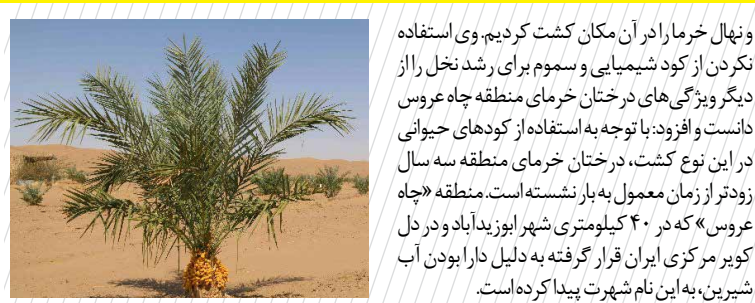 و نهال خرما را در آن مکان کشت کردیم. وی استفاده
نکردن از کود شیمیایی و سموم برای رشد نخل را از
دیگر ویژگی‌های درختان خرمای منطقه چاه عروس
دانست و افزود: با توجه به استفاده از کودهای حیوانی
در این نوع کشت، درختان خرمای منطقه سه سال
زودتر از زمان معمول به بار نشسته است. منطقه «چاه
عروس» که در ۴۰ کیلومتری شهر ابوزیدآباد و در دل
کویر مرکزی ایران قرار گرفته به دلیل دارا بودن آب
شیرین، به این نام شهرت پیدا کرده است.